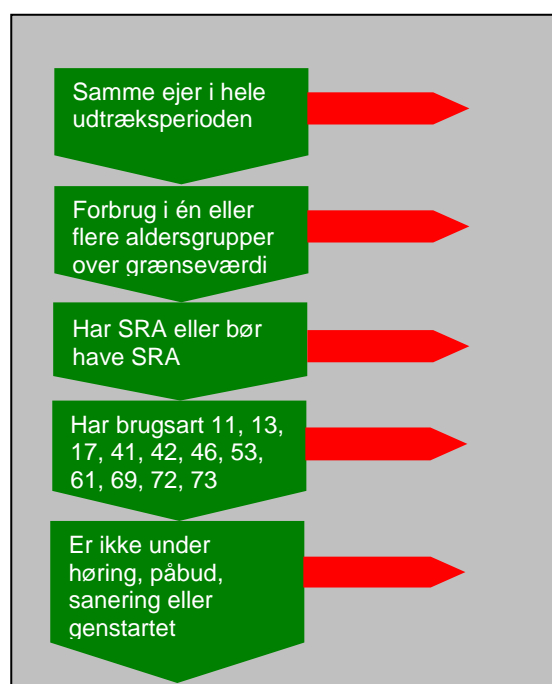 Samme ejer i hele
udtræksperioden
Forbrug i én eller
flere aldersgrupper
over grænseværdi
Har SRA eller bør
have SRA
Har brugsart 11, 13,
17, 41, 42, 46, 53,
61, 69, 72, 73
Er ikke under
høring, påbud,
sanering eller
genstartet